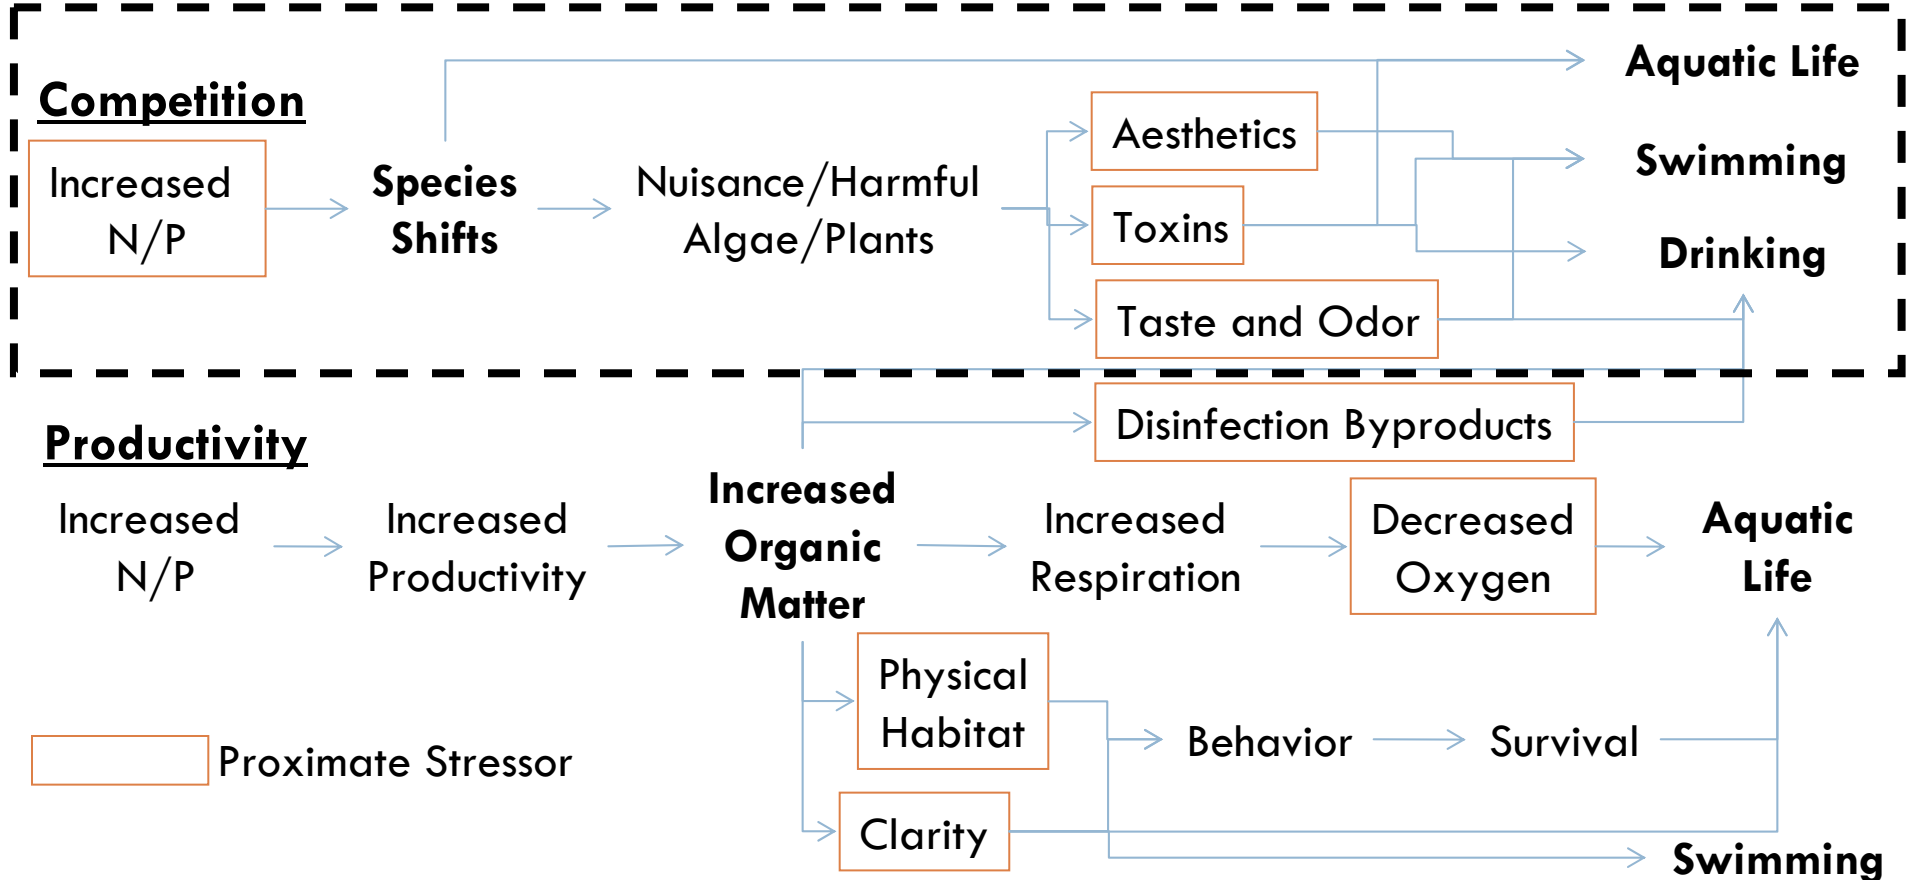 Competition
Increased
N/P
Species
Shifts
Nuisance/Harmful
Algae/Plants
Aesthetics
Toxins
Taste and Odor
Aquatic Life
Swimming
Drinking
Productivity
Increased
N/P
Increased
Productivity
Increased
Organic
Matter
Disinfection Byproducts
Increased
Respiration
Decreased
Oxygen
Aquatic
Life
Physical
Habitat
Behavior
Survival
Clarity
Swimming
Proximate Stressor